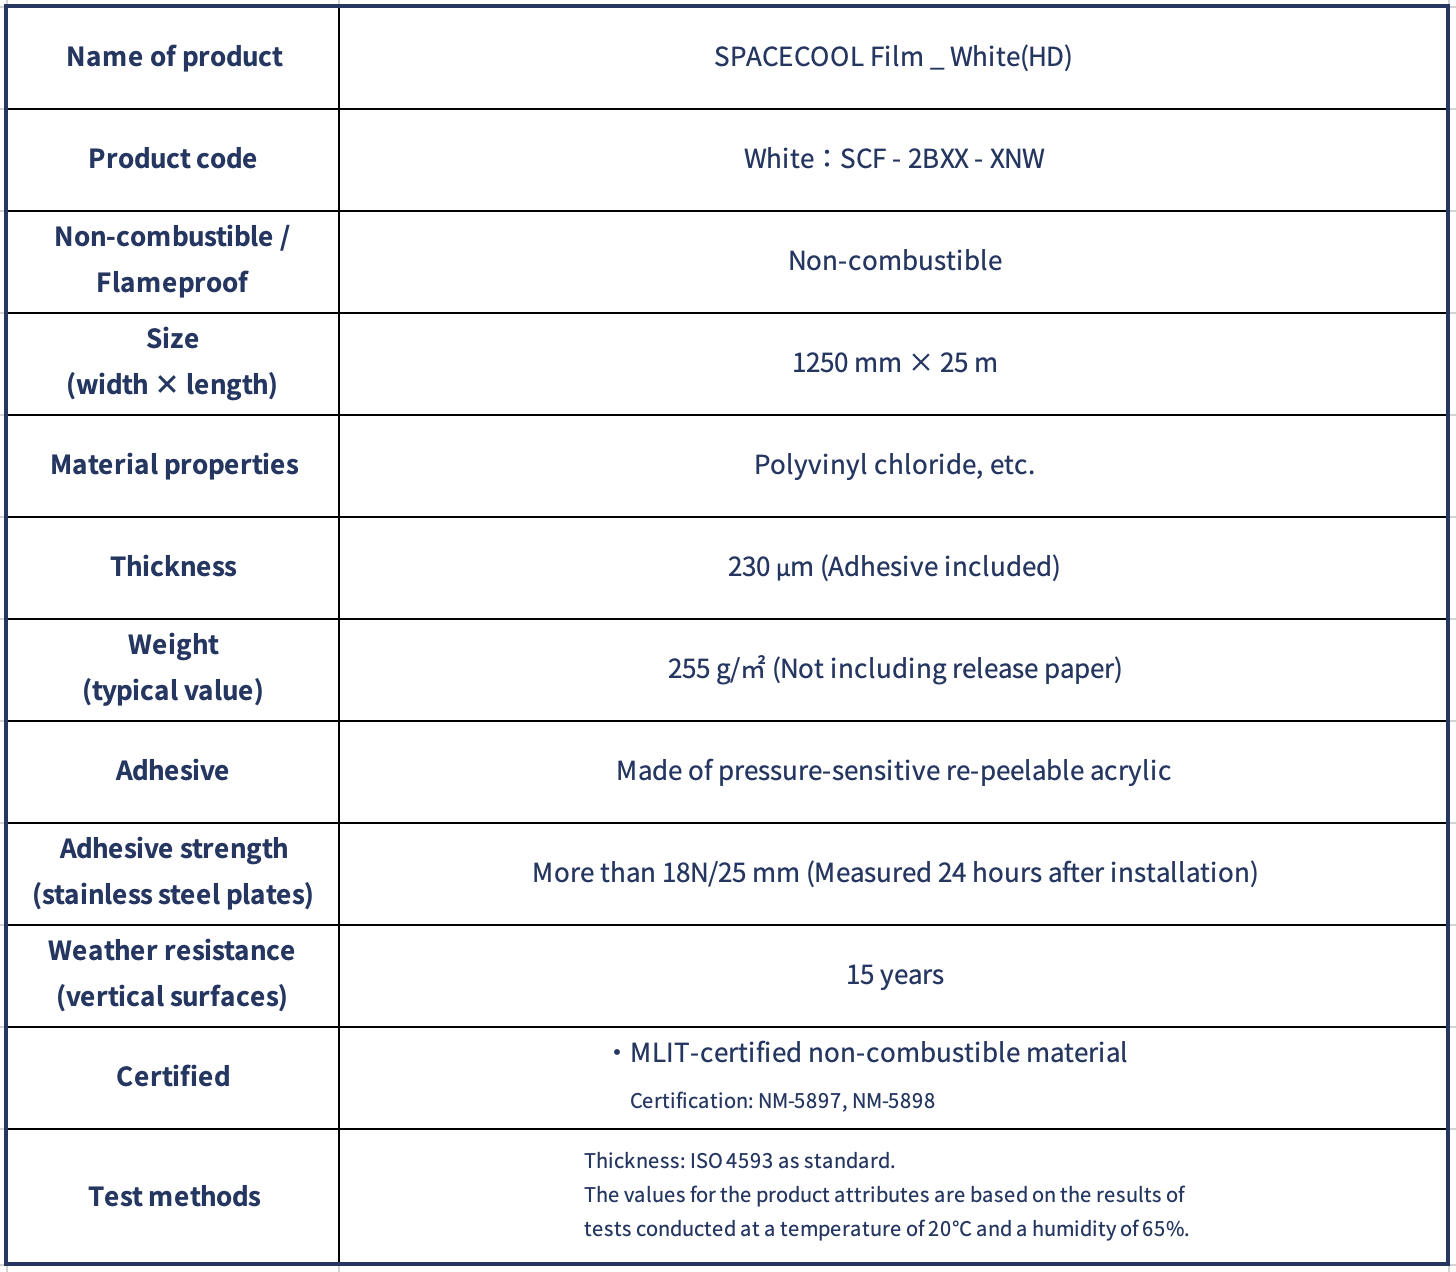 Name of product
SPACECOOL Film _ White(HD)
Product code
White：SCF - 2BXX - XNW
Non-combustible /
Flameproof
Non-combustible
Size
(width × length)
1250 mm × 25 m
Material properties
Polyvinyl chloride, etc.
Thickness
230 μm (Adhesive included)
Weight
(typical value)
255 g/㎡ (Not including release paper)
Adhesive
Made of pressure-sensitive re-peelable acrylic
Adhesive strength
(stainless steel plates)
More than 18N/25 mm (Measured 24 hours after installation)
Weather resistance
(vertical surfaces)
15 years
Certified
・MLIT-certified non-combustible material
Certification: NM-5897, NM-5898
Test methods
Thickness: ISO 4593 as standard.
The values for the product attributes are based on the results of
tests conducted at a temperature of 20℃ and a humidity of 65%.